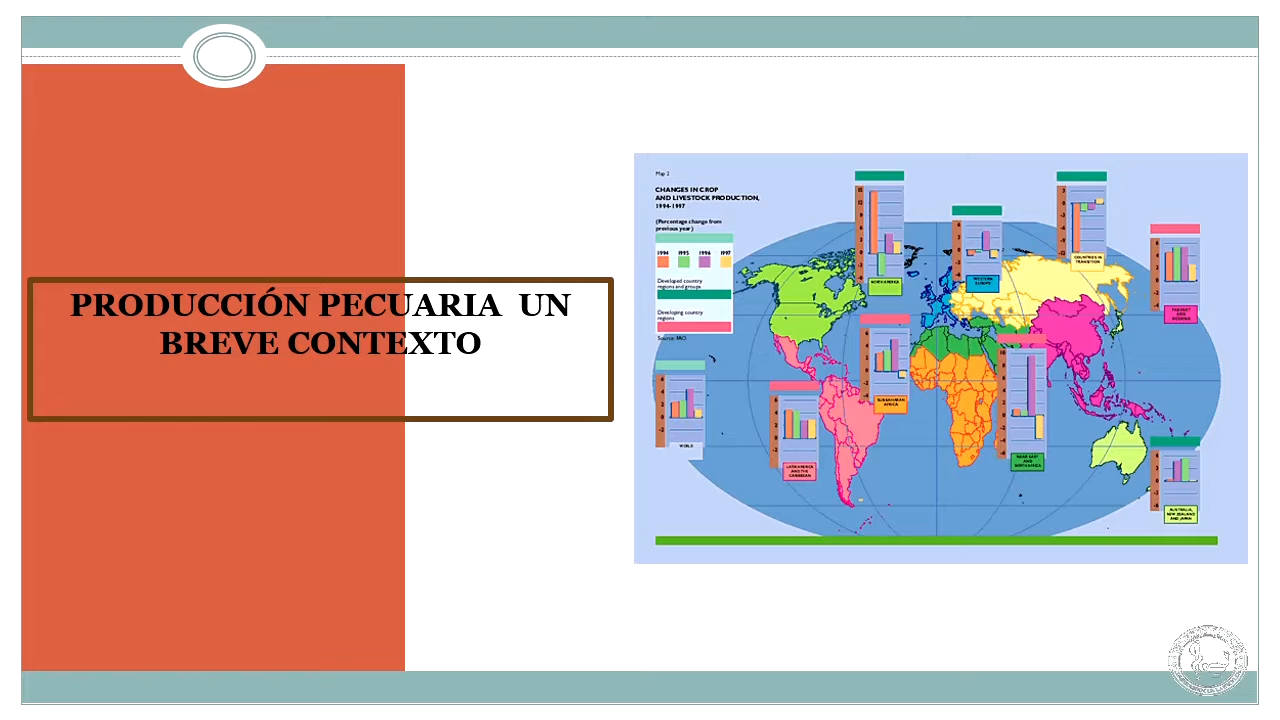 PRODUCCIÓN PECUARIA UN
BREVE CONTEXTO
Map 2
CHANGES IN CROP
AND LIVESTOCK PRODUCTION,
1994-1997
(Percentage change from
previous year)
1994 1995 1996 1997
Developed country
regions and groups
Developing country
regions
Source: FAO
NORTH AMERICA
WESTERN
EUROPE
COUNTRIES IN
TRANSITION
FAR EAST
AND
OCEANIA
SUBSAHARAN
AFRICA
WORLD
LATIN AMERICA
AND THE
CARIBBEAN
NEAR EAST
AND
NORTH AFRICA
AUSTRALIA,
NEW ZEALAND
AND JAPAN